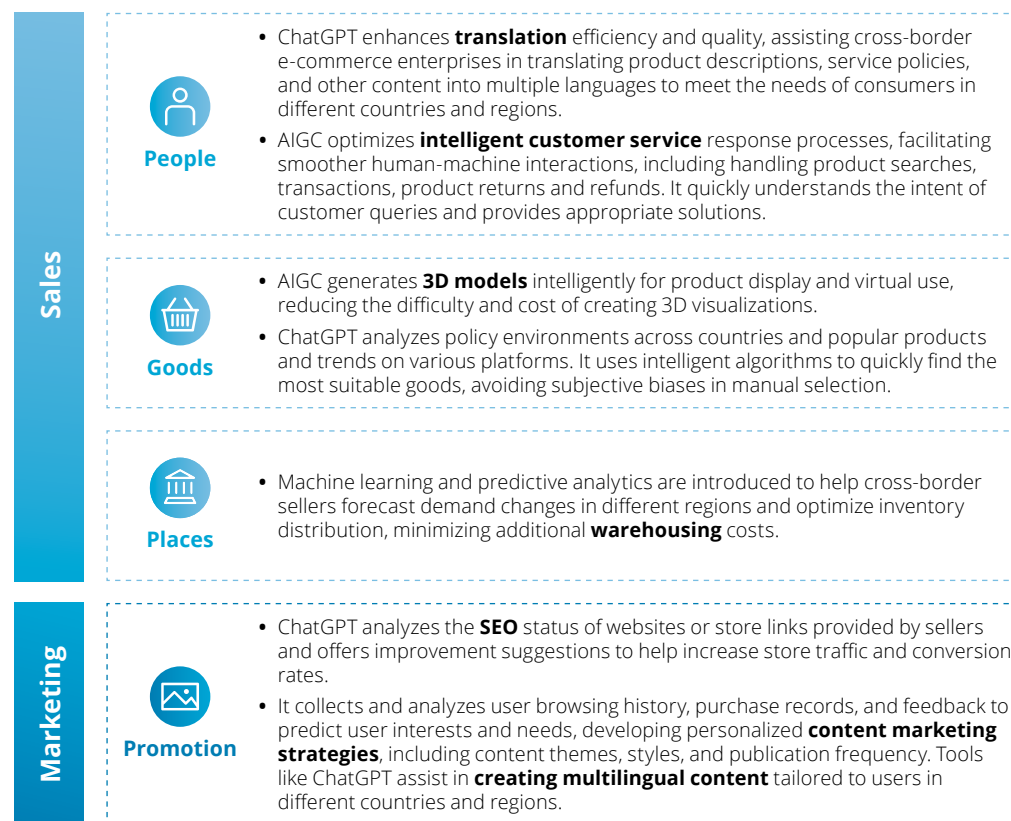 Sales
People
• ChatGPT enhances translation efficiency and quality, assisting cross-border
e-commerce enterprises in translating product descriptions, service policies,
and other content into multiple languages to meet the needs of consumers in
different countries and regions.
• AIGC optimizes intelligent customer service response processes, facilitating
smoother human-machine interactions, including handling product searches,
transactions, product returns and refunds. It quickly understands the intent of
customer queries and provides appropriate solutions.
Goods
• AIGC generates 3D models intelligently for product display and virtual use,
reducing the difficulty and cost of creating 3D visualizations.
• ChatGPT analyzes policy environments across countries and popular products
and trends on various platforms. It uses intelligent algorithms to quickly find the
most suitable goods, avoiding subjective biases in manual selection.
Places
• Machine learning and predictive analytics are introduced to help cross-border
sellers forecast demand changes in different regions and optimize inventory
distribution, minimizing additional warehousing costs.
Marketing
Promotion
• ChatGPT analyzes the SEO status of websites or store links provided by sellers
and offers improvement suggestions to help increase store traffic and conversion
rates.
• It collects and analyzes user browsing history, purchase records, and feedback to
predict user interests and needs, developing personalized content marketing
strategies, including content themes, styles, and publication frequency. Tools
like ChatGPT assist in creating multilingual content tailored to users in
different countries and regions.